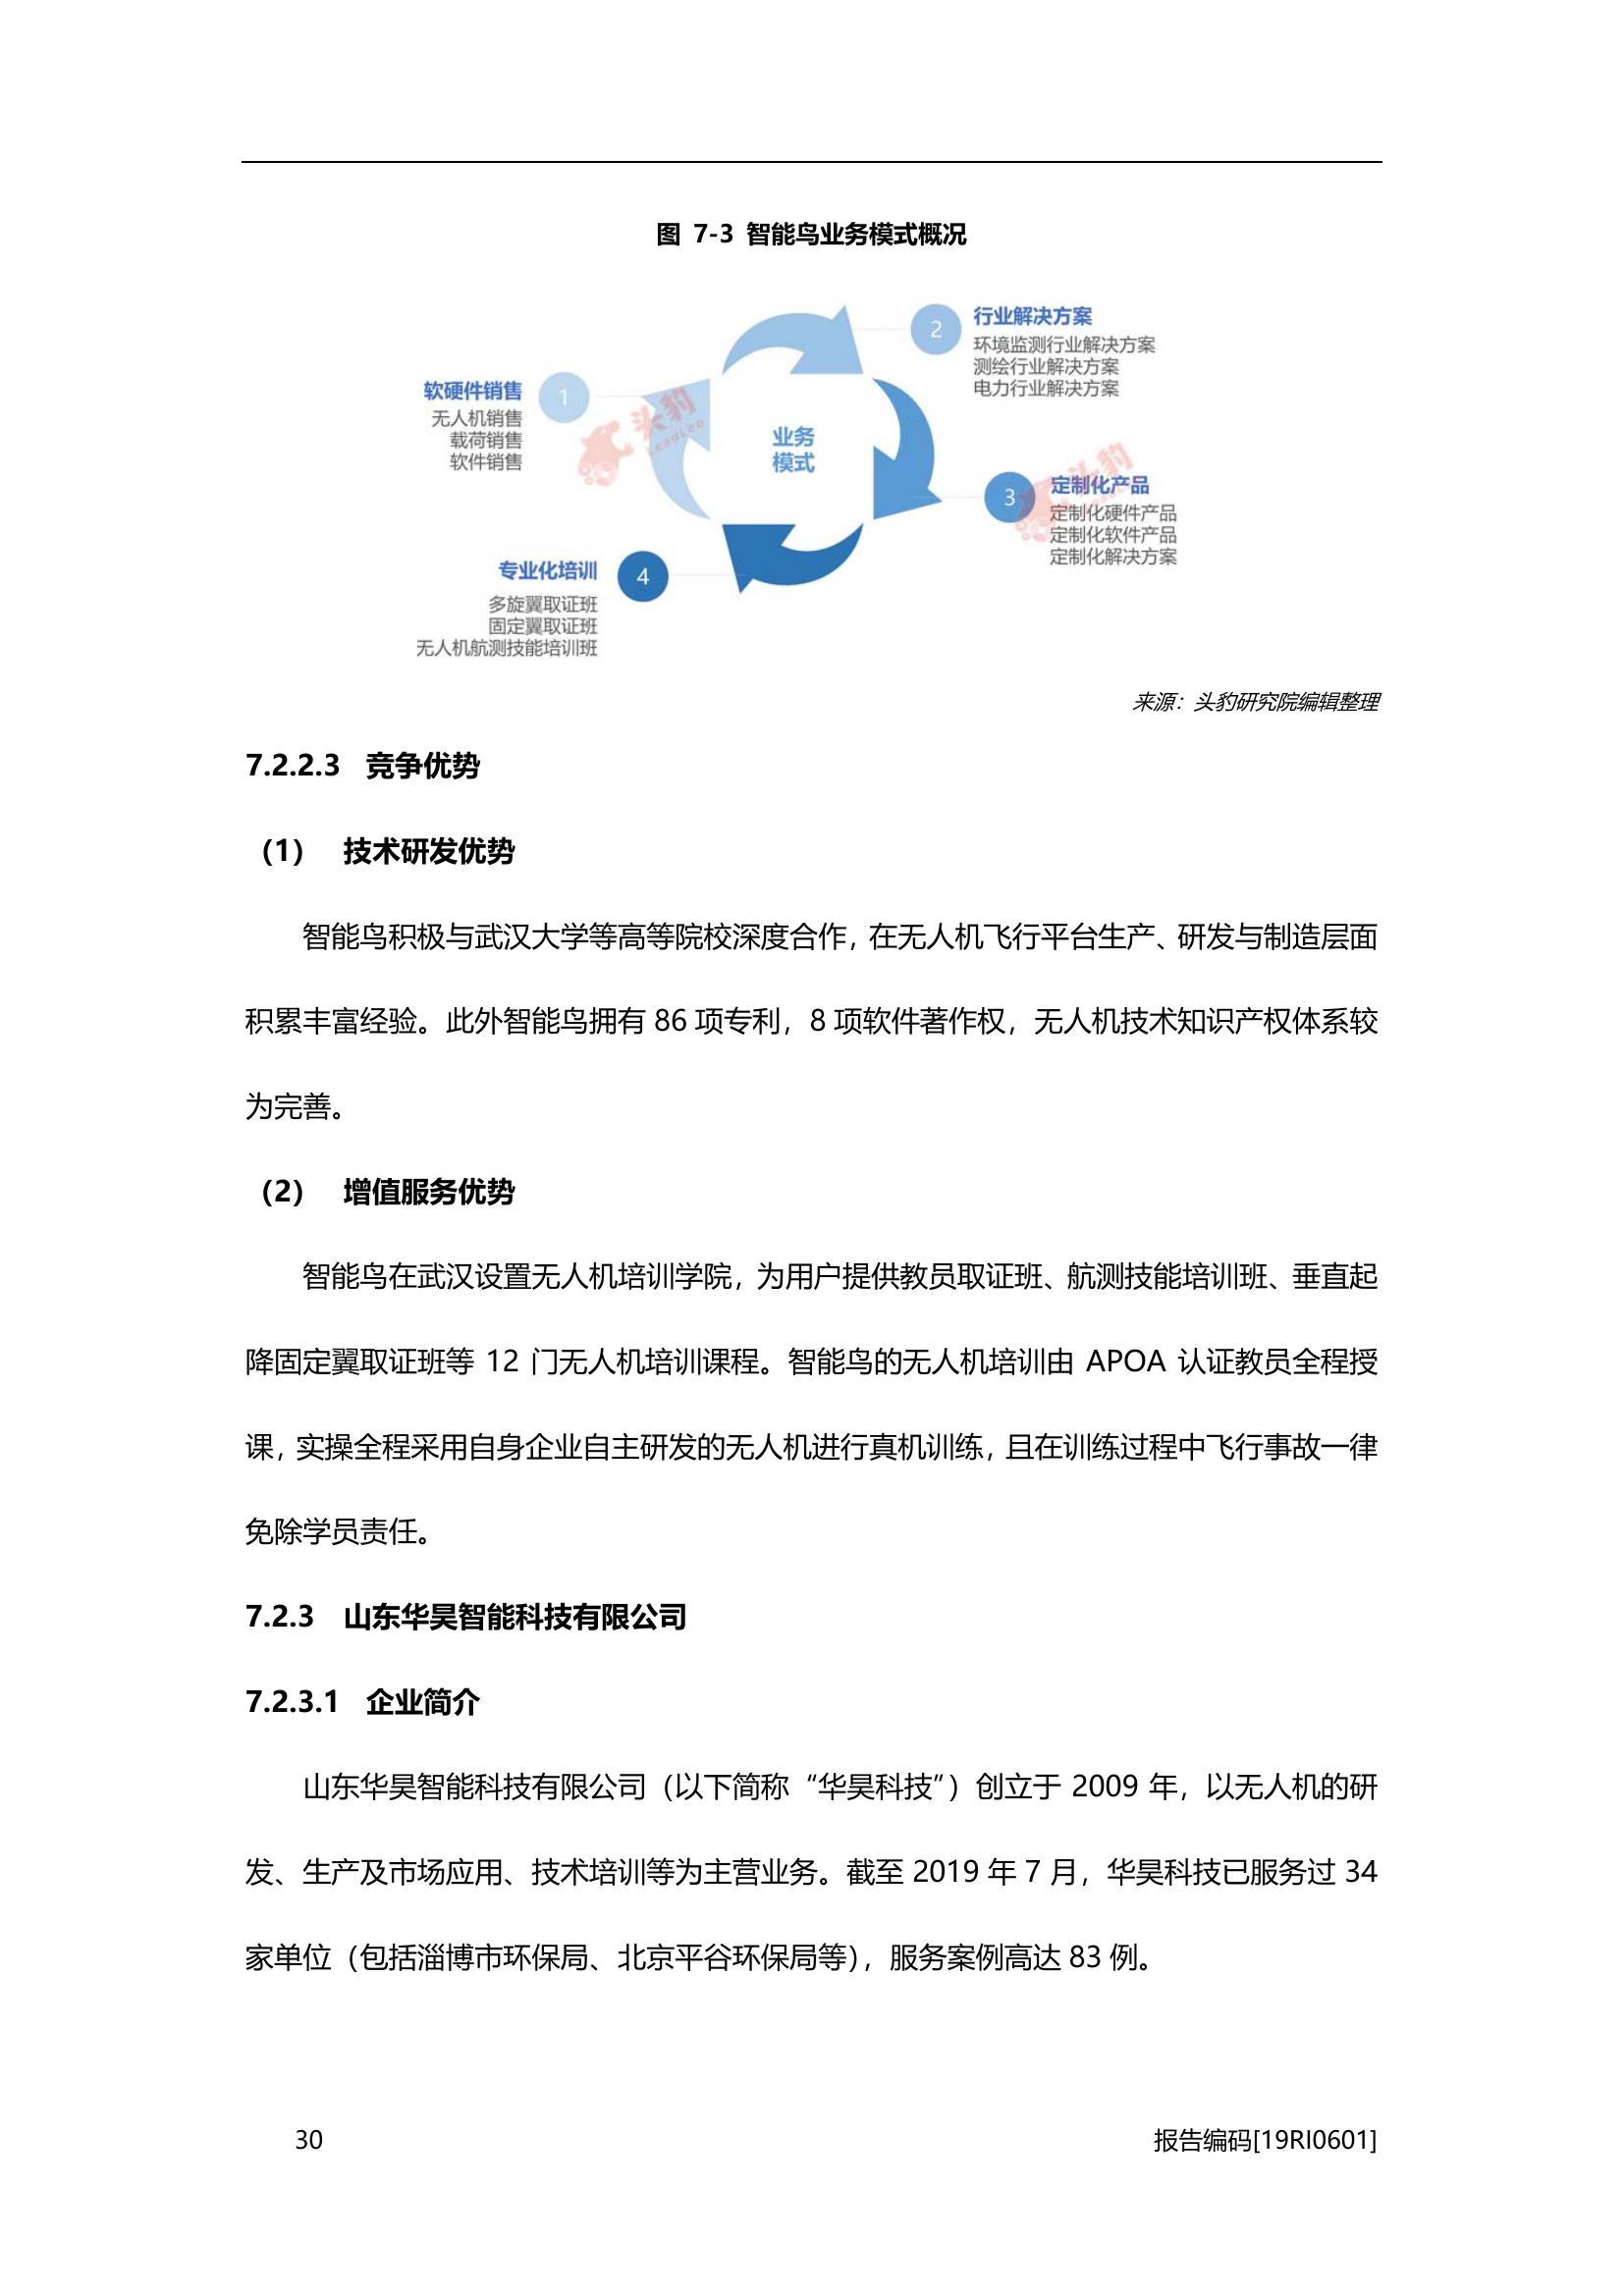 图 7-3 智能鸟业务模式概况
软硬件销售
无人机销售
载荷销售
软件销售
1
2
行业解决方案
环境监测行业解决方案
测绘行业解决方案
电力行业解决方案
业务
模式
3
定制化产品
定制化硬件产品
定制化软件产品
定制化解决方案
专业化培训
4
多旋翼取证班
固定翼取证班
无人机航测技能培训班
头豹
LeadLeo
头豹
来源：头豹研究院编辑整理
7.2.2.3 竞争优势
（1） 技术研发优势
智能鸟积极与武汉大学等高等院校深度合作，在无人机飞行平台生产、研发与制造层面
积累丰富经验。此外智能鸟拥有 86 项专利，8 项软件著作权，无人机技术知识产权体系较
为完善。
（2） 增值服务优势
智能鸟在武汉设置无人机培训学院，为用户提供教员取证班、航测技能培训班、垂直起
降固定翼取证班等 12 门无人机培训课程。智能鸟的无人机培训由 APOA 认证教员全程授
课，实操全程采用自身企业自主研发的无人机进行真机训练，且在训练过程中飞行事故一律
免除学员责任。
7.2.3 山东华昊智能科技有限公司
7.2.3.1 企业简介
山东华昊智能科技有限公司（以下简称“华昊科技”）创立于 2009 年，以无人机的研
发、生产及市场应用、技术培训等为主营业务。截至 2019 年 7 月，华昊科技已服务过 34
家单位（包括淄博市环保局、北京平谷环保局等），服务案例高达 83 例。
30
报告编码[19RI0601]